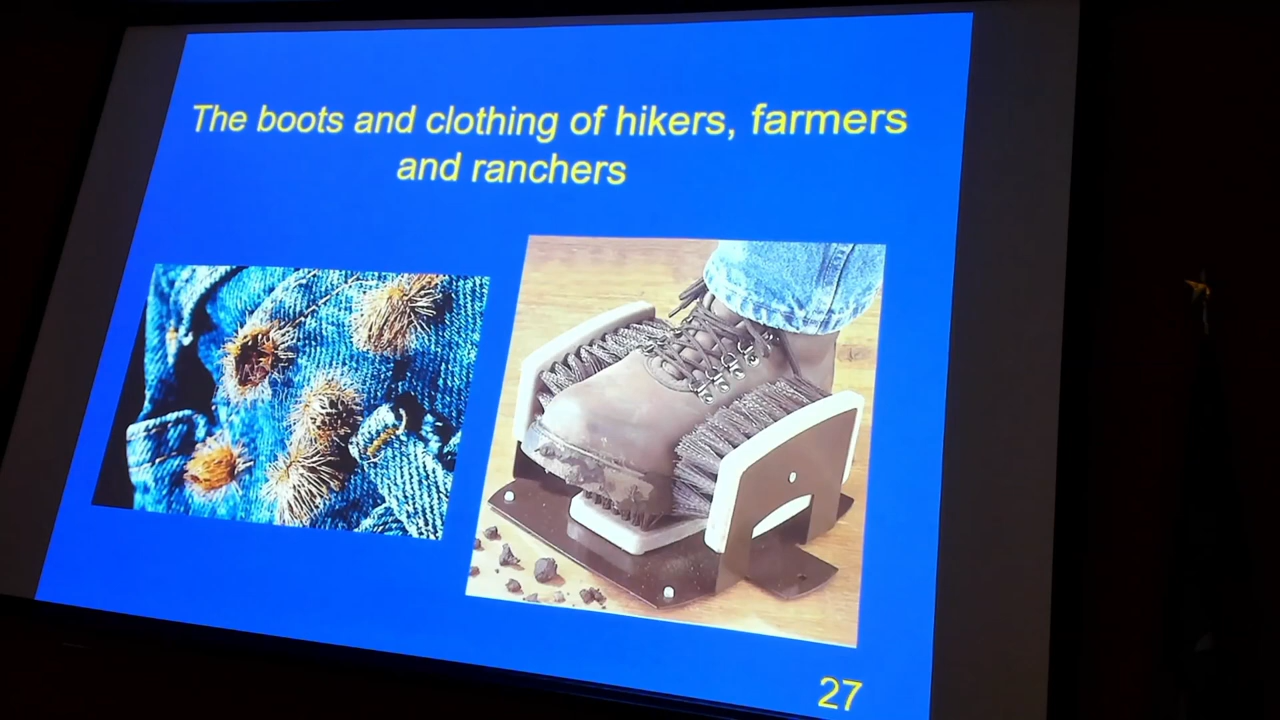 The boots and clothing of hikers, farmers
and ranchers
27